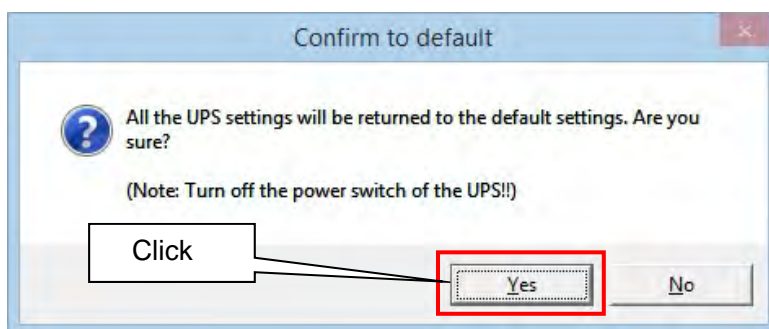 Confirm to default
All the UPS settings will be returned to the default settings. Are you
sure?
(Note: Turn off the power switch of the UPS!!)
Click
Yes
No